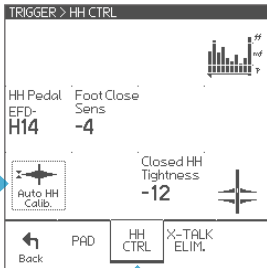 TRIGGER > HH CTRL
ff
mf
p
HH Pedal
EFD-
H14
Foot Close
Sens
-4
Auto HH
Calib.
Closed HH
Tightness
-12
Back
PAD
HH
CTRL
X-TALK
ELIM.